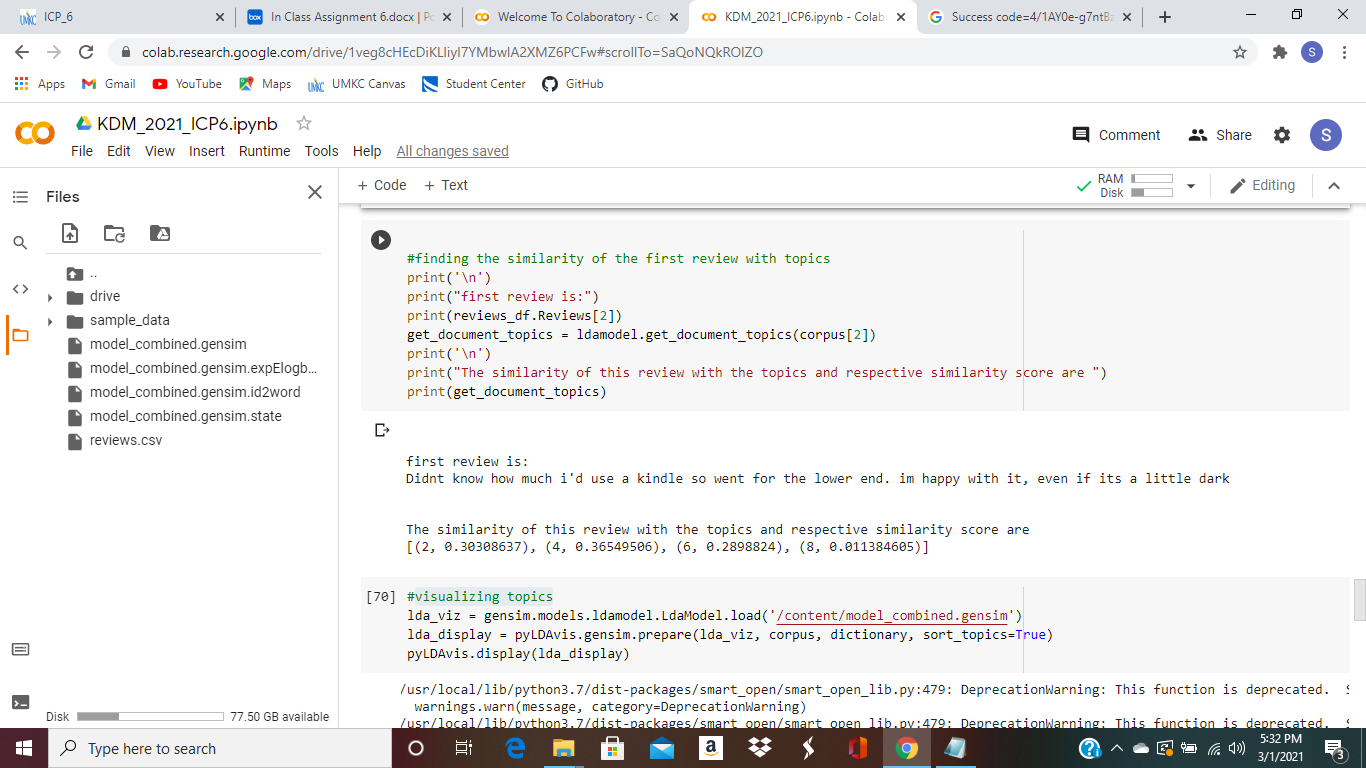 ICP_6
In Class Assignment 6.docx | Po
Welcome To Colaboratory - Co
KDM_2021_ICP6.ipynb - Colab
Success code=4/1AY0e-g7ntB
colab.research.google.com/drive/1veg8cHEcDiKLliyI7YMbwIA2XMZ6PCFw#scrollTo=SaQoNQkROIZO
S
Apps
Gmail
YouTube
Maps
UMKC Canvas
Student Center
GitHub
KDM_2021_ICP6.ipynb
Comment
Share
S
File Edit View Insert Runtime Tools Help All changes saved
Files
+ Code + Text
RAM
Disk
Editing
..
drive
sample_data
model_combined.gensim
model_combined.gensim.expElogb...
model_combined.gensim.id2word
model_combined.gensim.state
reviews.csv
Disk 77.50 GB available
#finding the similarity of the first review with topics
print('\n')
print("first review is:")
print(reviews_df.Reviews[2])
get_document_topics = ldamodel.get_document_topics(corpus[2])
print('\n')
print("The similarity of this review with the topics and respective similarity score are ")
print(get_document_topics)
first review is:
Didnt know how much i'd use a kindle so went for the lower end. im happy with it, even if its a little dark
The similarity of this review with the topics and respective similarity score are
[(2, 0.30308637), (4, 0.36549506), (6, 0.2898824), (8, 0.011384605)]
[70] #visualizing topics
lda_viz = gensim.models.ldamodel.LdaModel.load('/content/model_combined.gensim')
lda_display = pyLDAvis.gensim.prepare(lda_viz, corpus, dictionary, sort_topics=True)
pyLDAvis.display(lda_display)
/usr/local/lib/python3.7/dist-packages/smart_open/smart_open_lib.py:479: DeprecationWarning: This function is deprecated. S
warnings.warn(message, category=DeprecationWarning)
/usr/local/lib/python3.7/dist-packages/smart_open/smart_open_lib.py:479: DeprecationWarning: This function is deprecated. S
Type here to search
5:32 PM
3/1/2021
3